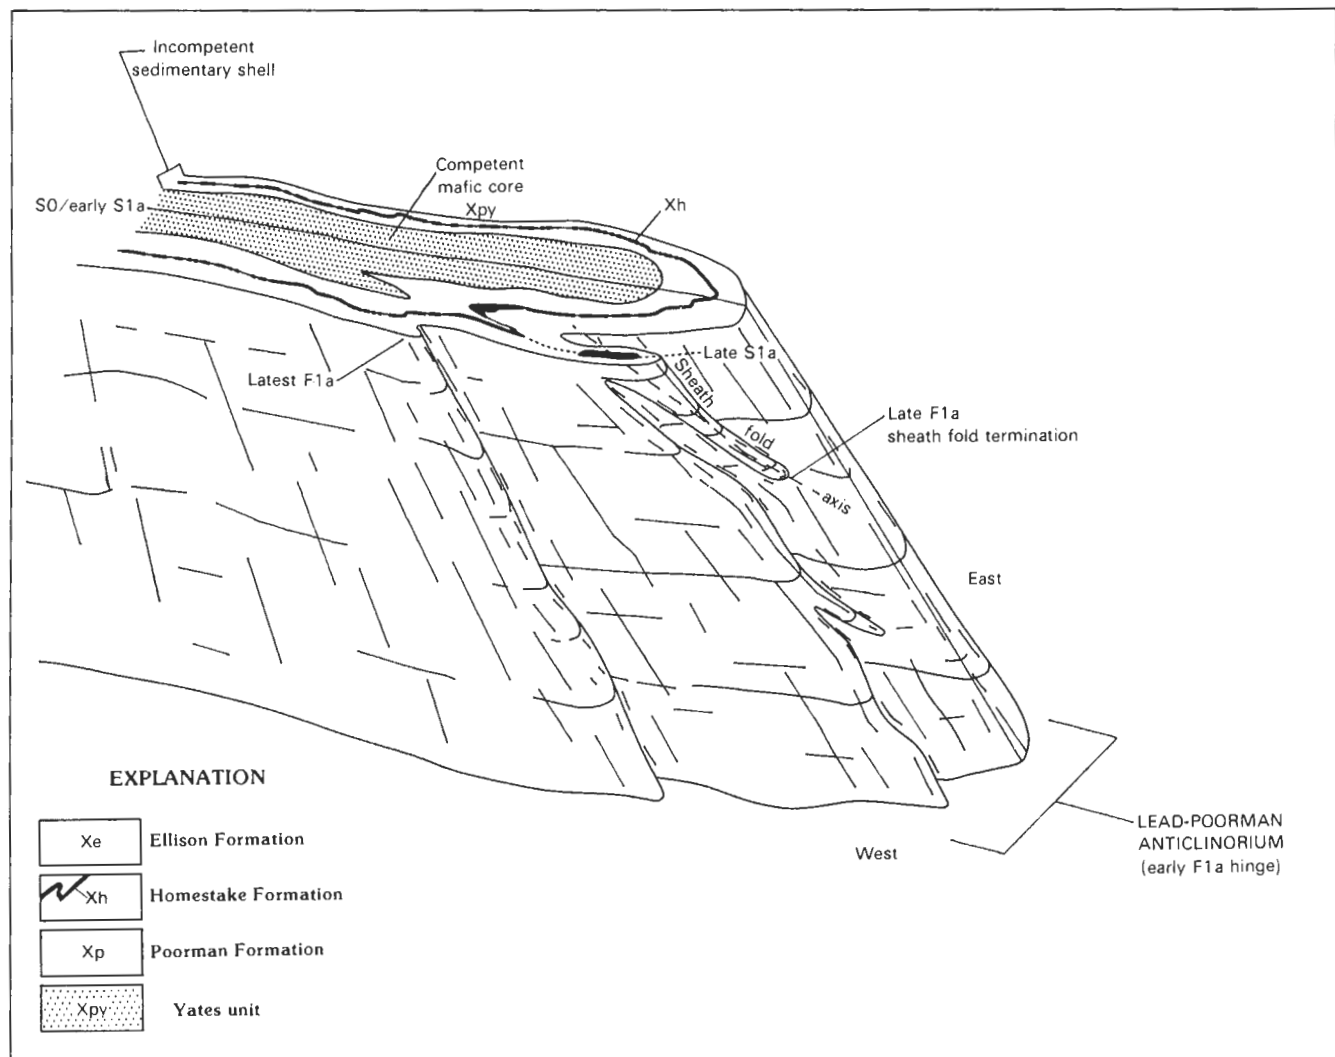 Incompetent
sedimentary shell
Competent
mafic core
Xpy
Xh
S0/early S1a
Late S1a
Latest F1a
Sheath
fold
axis
Late F1a
sheath fold termination
East
West
LEAD-POORMAN
ANTICLINORIUM
(early F1a hinge)
EXPLANATION
Xe Ellison Formation
Xh Homestake Formation
Xp Poorman Formation
Xpy Yates unit